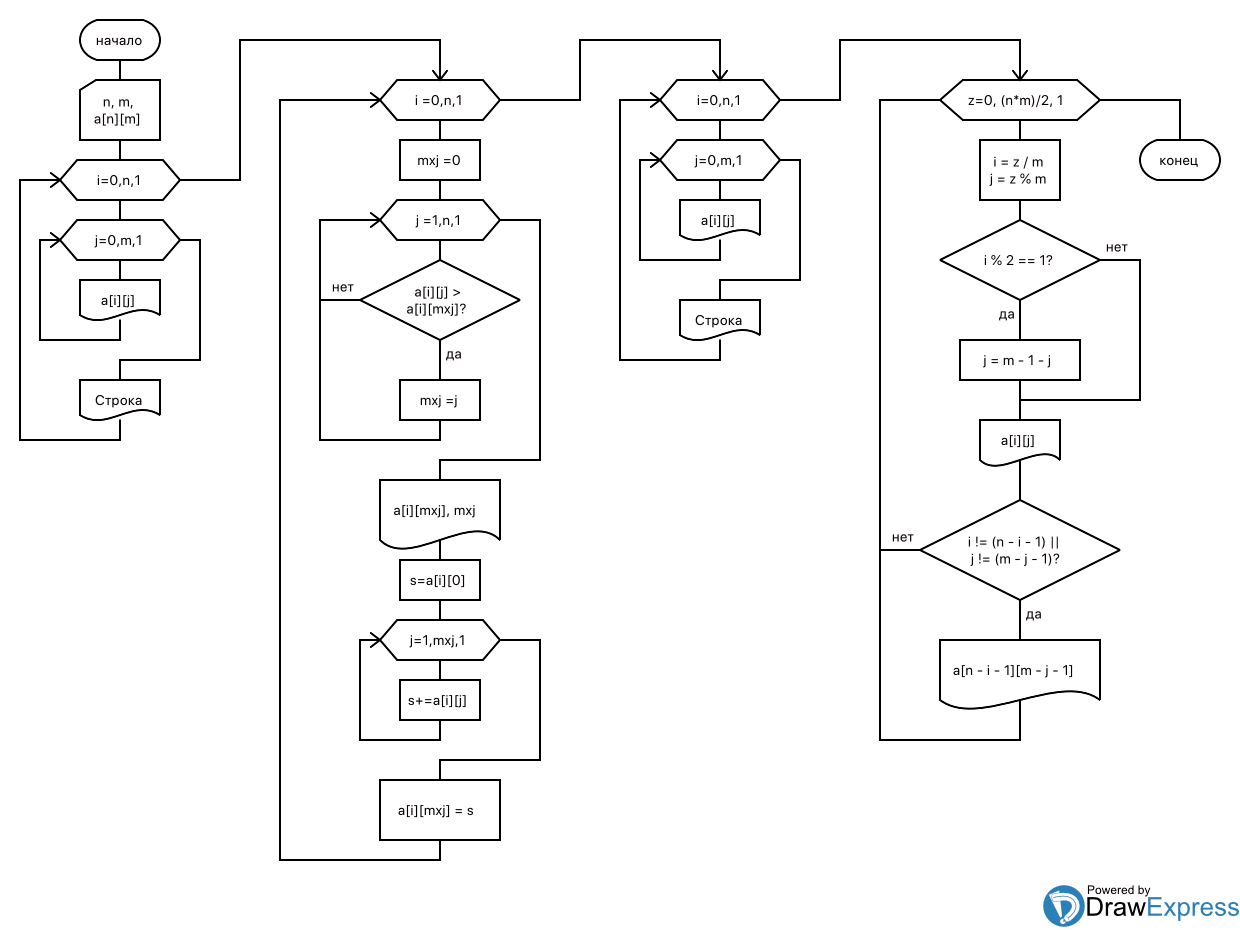 начало
n, m,
a[n][m]
i=0,n,1
j=0,m,1
a[i][j]
Строка
i =0,n,1
mxj =0
j =1,n,1
a[i][j] >
a[i][mxj]?
нет
да
mxj =j
a[i][mxj], mxj
s=a[i][0]
j=1,mxj,1
s+=a[i][j]
a[i][mxj] = s
i=0,n,1
j=0,m,1
a[i][j]
Строка
z=0, (n*m)/2, 1
i = z / m
j = z % m
i % 2 == 1?
нет
да
j = m - 1 - j
a[i][j]
i != (n - i - 1) ||
j != (m - j - 1)?
нет
да
a[n - i - 1][m - j - 1]
конец
Powered by
DrawExpress